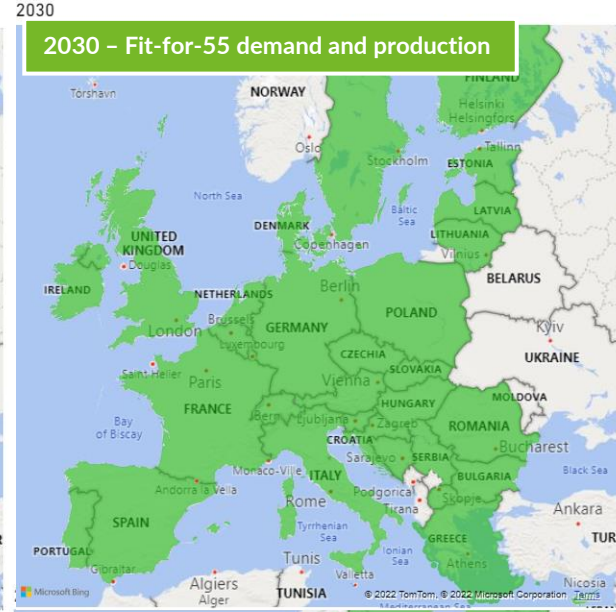 2030
2030 – Fit-for-55 demand and production
FINLAND
Tórshavn
NORWAY
Helsinki
Helsingfors
Oslo
Tallinn
Stockholm
ESTONIA
North Sea
Baltic
Sea
LATVIA
DENMARK
LITHUANIA
UNITED
KINGDOM
Copenhagen
Vilnius
Douglas
BELARUS
IRELAND
NETHERLANDS
Berlin
POLAND
London
Brussels
GERMANY
Kyiv
Luxembourg
CZECHIA
UKRAINE
Saint Helier
Paris
SLOVAKIA
Vienna
MOLDOVA
FRANCE
HUNGARY
Bern
Ljubljana
Zagreb
ROMANIA
Bay
of Biscay
CROATIA
Bucharest
Sarajevo
SERBIA
Monaco-Ville
ITALY
BULGARIA
Black Sea
Andorra la Vella
Podgorica
Skopje
Rome
Tirana
Ankara
SPAIN
Tyrrhenian
Sea
TUR
GREECE
PORTUGAL
Ionian
Sea
Athens
Gibraltar
Tunis
Valletta
Nicosia
Algiers
Alger
TUNISIA
Microsoft Bing
© 2022 TomTom, © 2022 Microsoft Corporation Terms
Mediterranean Sea